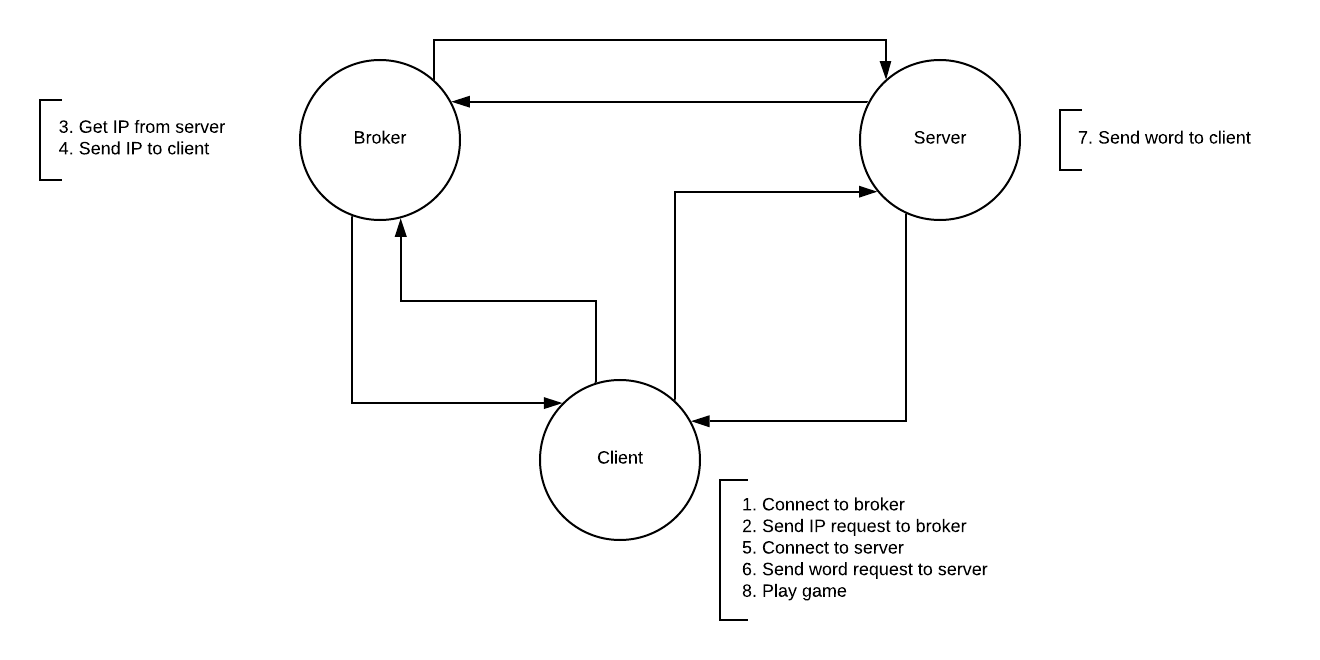 Broker
Server
3. Get IP from server
4. Send IP to client
7. Send word to client
Client
1. Connect to broker
2. Send IP request to broker
5. Connect to server
6. Send word request to server
8. Play game